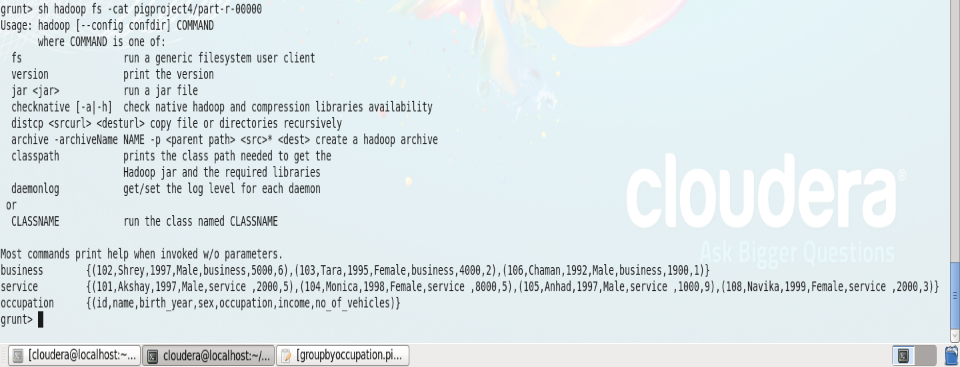 grunt> sh hadoop fs -cat pigproject4/part-r-00000
Usage: hadoop [--config confdir] COMMAND
where COMMAND is one of:
fs run a generic filesystem user client
version print the version
jar <jar> run a jar file
checknative [-a|-h] check native hadoop and compression libraries availability
distcp <srcurl> <desturl> copy file or directories recursively
archive -archiveName NAME -p <parent path> <src>* <dest> create a hadoop archive
classpath prints the class path needed to get the
Hadoop jar and the required libraries
daemonlog get/set the log level for each daemon
or
CLASSNAME run the class named CLASSNAME
cloudera®
Ask Bigger Questions
Most commands print help when invoked w/o parameters.
business {(102,Shrey,1997,Male,business,5000,6),(103,Tara,1995,Female,business,4000,2),(106,Chaman,1992,Male,business,1900,1)}
service {(101,Akshay,1997,Male,service ,2000,5),(104,Monica,1998,Female,service ,8000,5),(105,Anhad,1997,Male,service ,1000,9),(108,Navika,1999,Female,service ,2000,3)}
occupation {(id,name,birth_year,sex,occupation,income,no_of_vehicles)}
grunt>
[cloudera@localhost:~... cloudera@localhost:~/... [groupbyoccupation.pi...